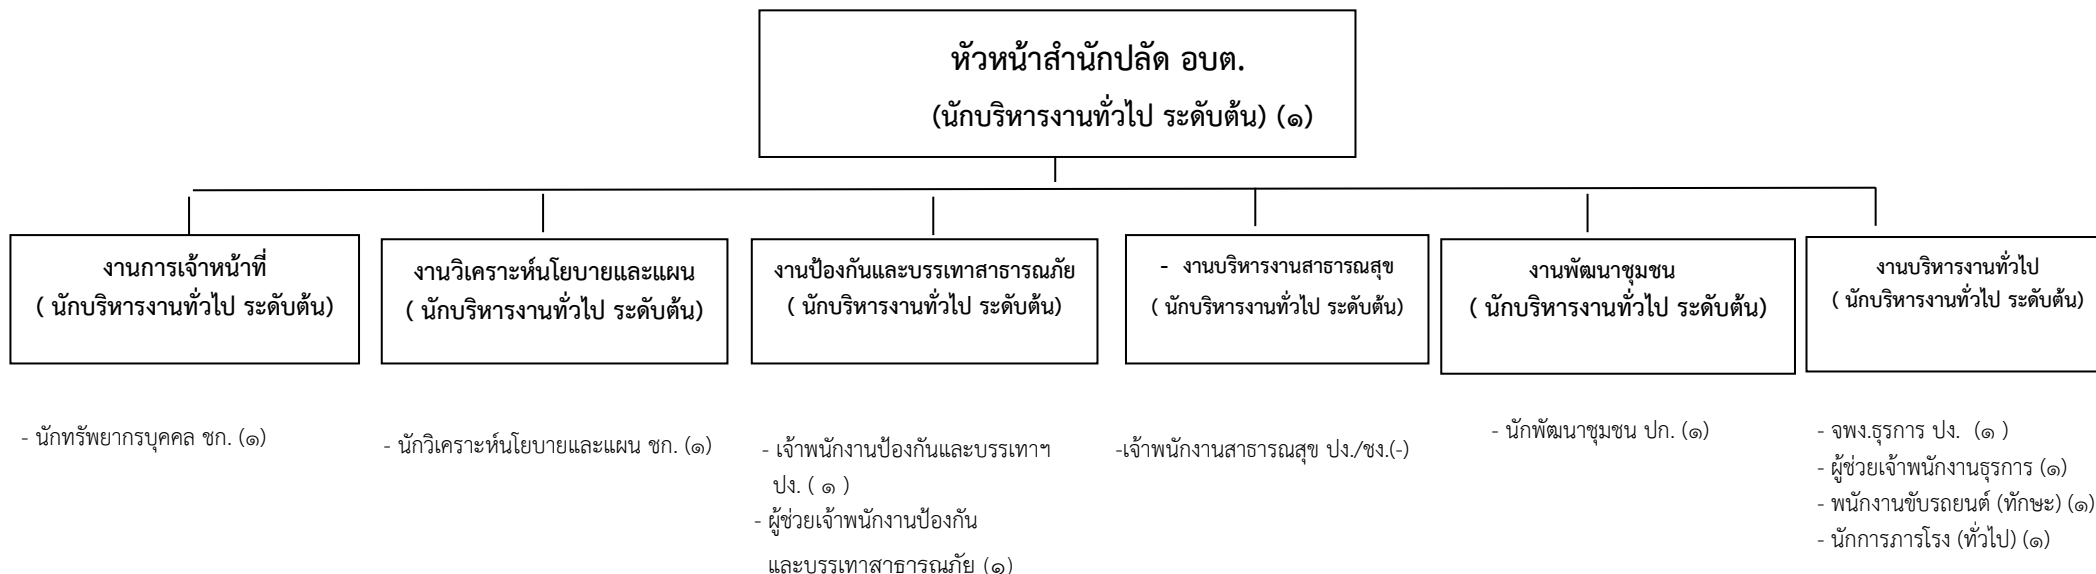 หัวหน้าสำนักปลัด อบต.
(นักบริหารงานทั่วไป ระดับต้น) (๑)
งานการเจ้าหน้าที่
( นักบริหารงานทั่วไป ระดับต้น)
งานวิเคราะห์นโยบายและแผน
( นักบริหารงานทั่วไป ระดับต้น)
งานป้องกันและบรรเทาสาธารณภัย
( นักบริหารงานทั่วไป ระดับต้น)
- งานบริหารงานสาธารณสุข
( นักบริหารงานทั่วไป ระดับต้น)
งานพัฒนาชุมชน
( นักบริหารงานทั่วไป ระดับต้น)
งานบริหารงานทั่วไป
( นักบริหารงานทั่วไป ระดับต้น)
- นักทรัพยากรบุคคล ชก. (๑)
- นักวิเคราะห์นโยบายและแผน ชก. (๑)
- เจ้าพนักงานป้องกันและบรรเทาฯ
ปง. ( ๑ )
- ผู้ช่วยเจ้าพนักงานป้องกัน
และบรรเทาสาธารณภัย (๑)
-เจ้าพนักงานสาธารณสุข ปง./ชง.(-)
- นักพัฒนาชุมชน ปก. (๑)
- จพง.ธุรการ ปง. (๑ )
- ผู้ช่วยเจ้าพนักงานธุรการ (๑)
- พนักงานขับรถยนต์ (ทักษะ) (๑)
- นักการภารโรง (ทั่วไป) (๑)